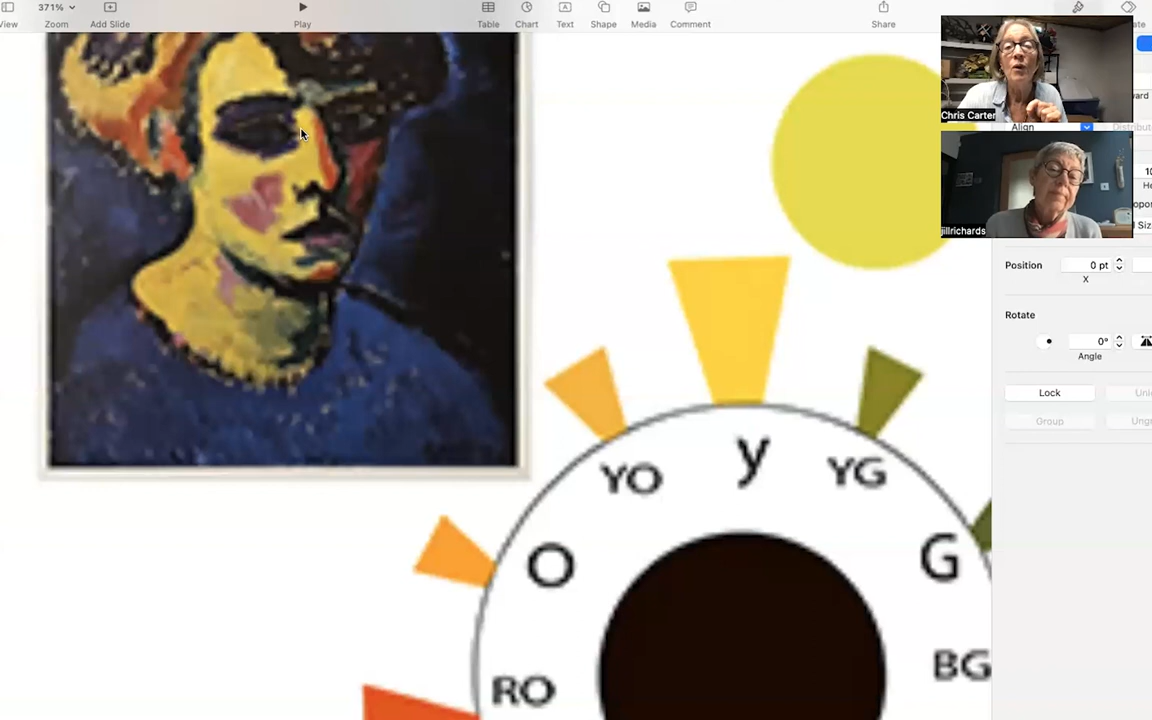 View
371%
Zoom
Add Slide
Play
Table
Chart
Text
Shape
Media
Comment
Share
Chris Carter
Align
Distribut
jillrichards
Position
0 pt
X
Rotate
0°
Angle
Lock
Group
YO
y
YG
O
G
RO
BG